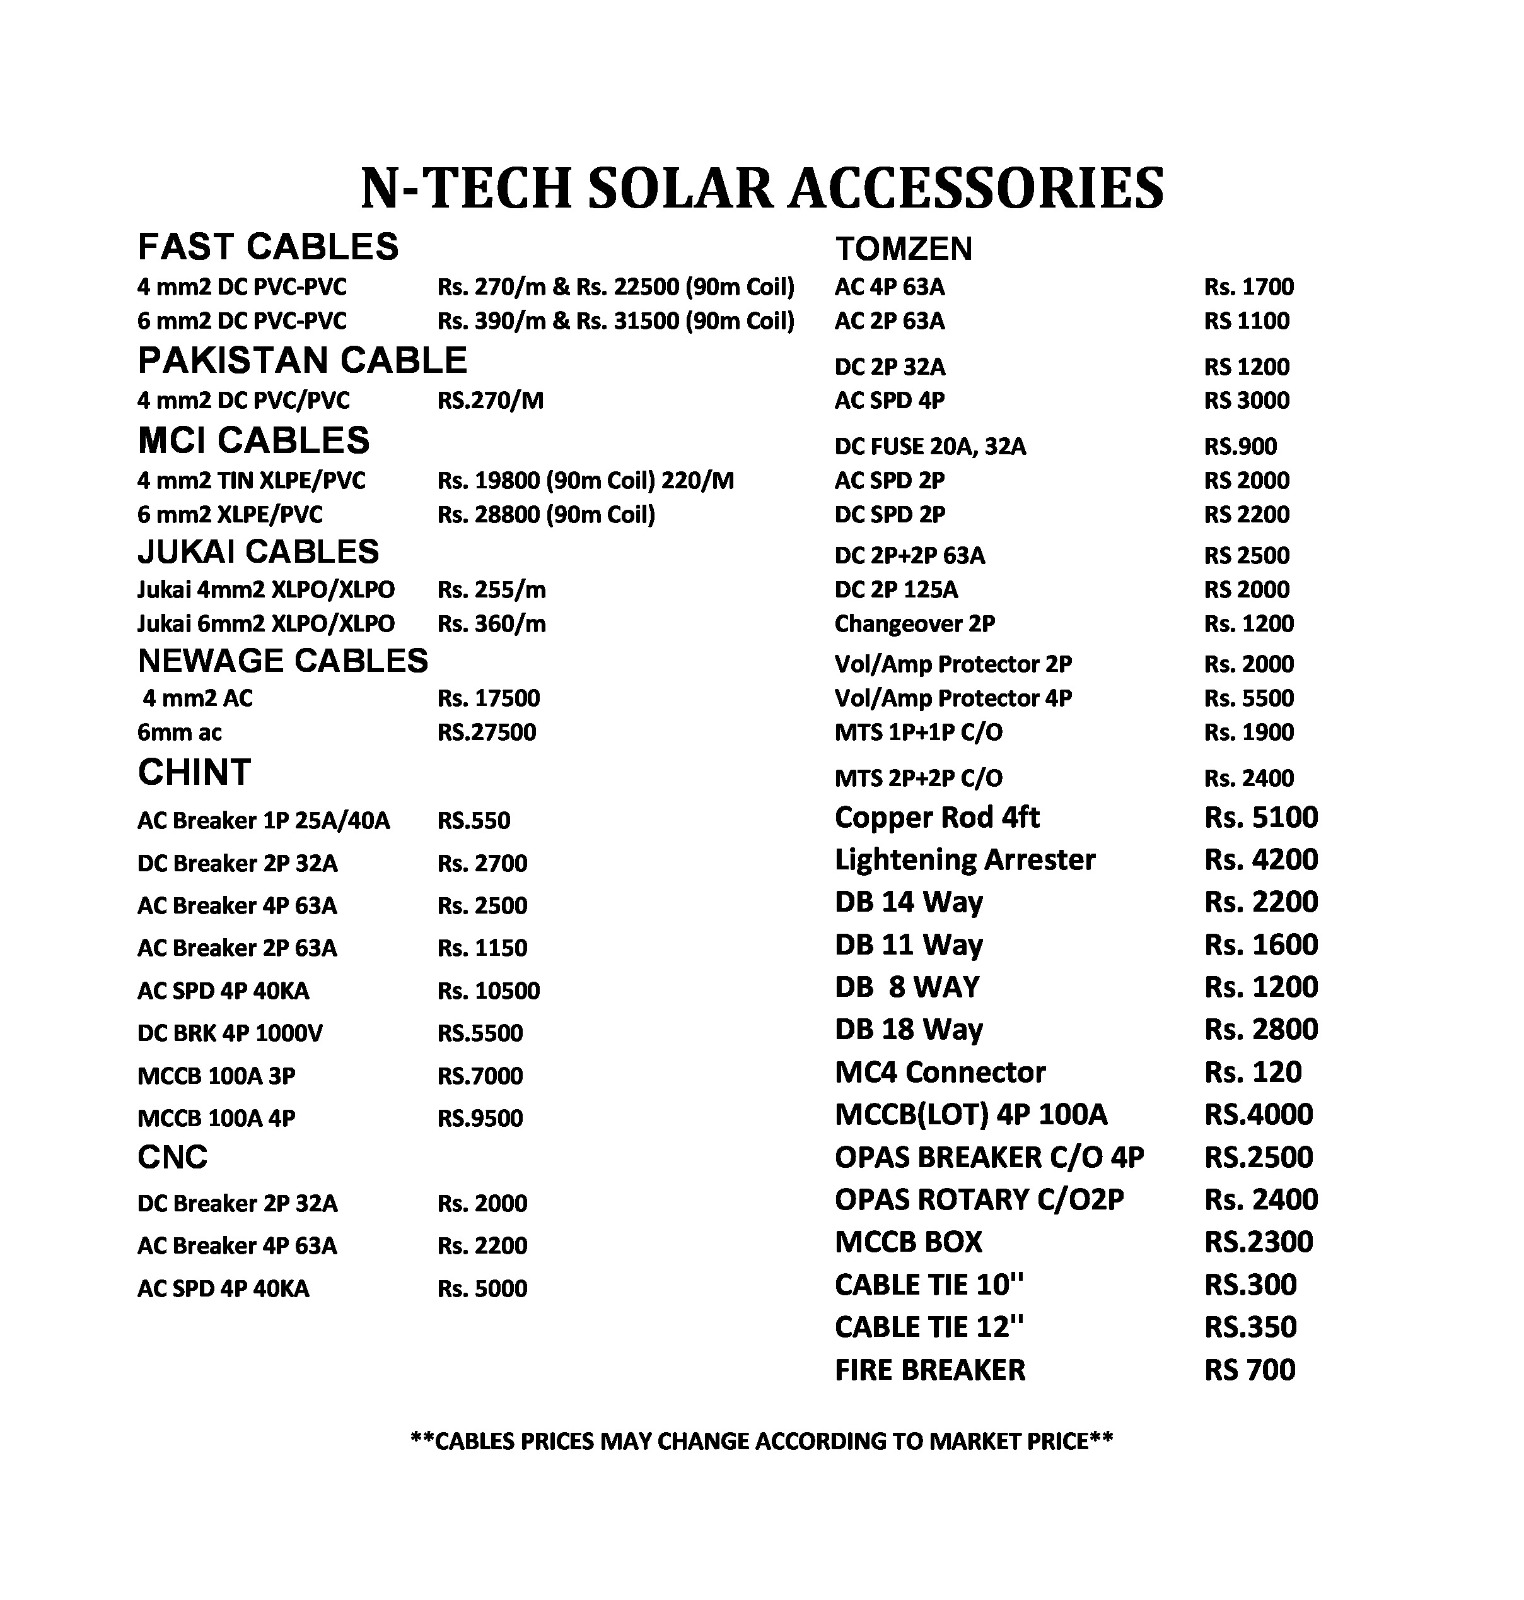 N-TECH SOLAR ACCESSORIES
FAST CABLES
4 mm2 DC PVC-PVC Rs. 270/m & Rs. 22500 (90m Coil)
6 mm2 DC PVC-PVC Rs. 390/m & Rs. 31500 (90m Coil)
PAKISTAN CABLE
4 mm2 DC PVC/PVC RS.270/M
MCI CABLES
4 mm2 TIN XLPE/PVC Rs. 19800 (90m Coil) 220/M
6 mm2 XLPE/PVC Rs. 28800 (90m Coil)
JUKAI CABLES
Jukai 4mm2 XLPO/XLPO Rs. 255/m
Jukai 6mm2 XLPO/XLPO Rs. 360/m
NEWAGE CABLES
4 mm2 AC Rs. 17500
6mm ac RS.27500
CHINT
AC Breaker 1P 25A/40A RS.550
DC Breaker 2P 32A Rs. 2700
AC Breaker 4P 63A Rs. 2500
AC Breaker 2P 63A Rs. 1150
AC SPD 4P 40KA Rs. 10500
DC BRK 4P 1000V RS.5500
MCCB 100A 3P RS.7000
MCCB 100A 4P RS.9500
CNC
DC Breaker 2P 32A Rs. 2000
AC Breaker 4P 63A Rs. 2200
AC SPD 4P 40KA Rs. 5000
TOMZEN
AC 4P 63A Rs. 1700
AC 2P 63A RS 1100
DC 2P 32A RS 1200
AC SPD 4P RS 3000
DC FUSE 20A, 32A RS.900
AC SPD 2P RS 2000
DC SPD 2P RS 2200
DC 2P+2P 63A RS 2500
DC 2P 125A RS 2000
Changeover 2P Rs. 1200
Vol/Amp Protector 2P Rs. 2000
Vol/Amp Protector 4P Rs. 5500
MTS 1P+1P C/O Rs. 1900
MTS 2P+2P C/O Rs. 2400
Copper Rod 4ft Rs. 5100
Lightening Arrester Rs. 4200
DB 14 Way Rs. 2200
DB 11 Way Rs. 1600
DB 8 WAY Rs. 1200
DB 18 Way Rs. 2800
MC4 Connector Rs. 120
MCCB(LOT) 4P 100A RS.4000
OPAS BREAKER C/O 4P RS.2500
OPAS ROTARY C/O2P Rs. 2400
MCCB BOX RS.2300
CABLE TIE 10" RS.300
CABLE TIE 12" RS.350
FIRE BREAKER RS 700
**CABLES PRICES MAY CHANGE ACCORDING TO MARKET PRICE**